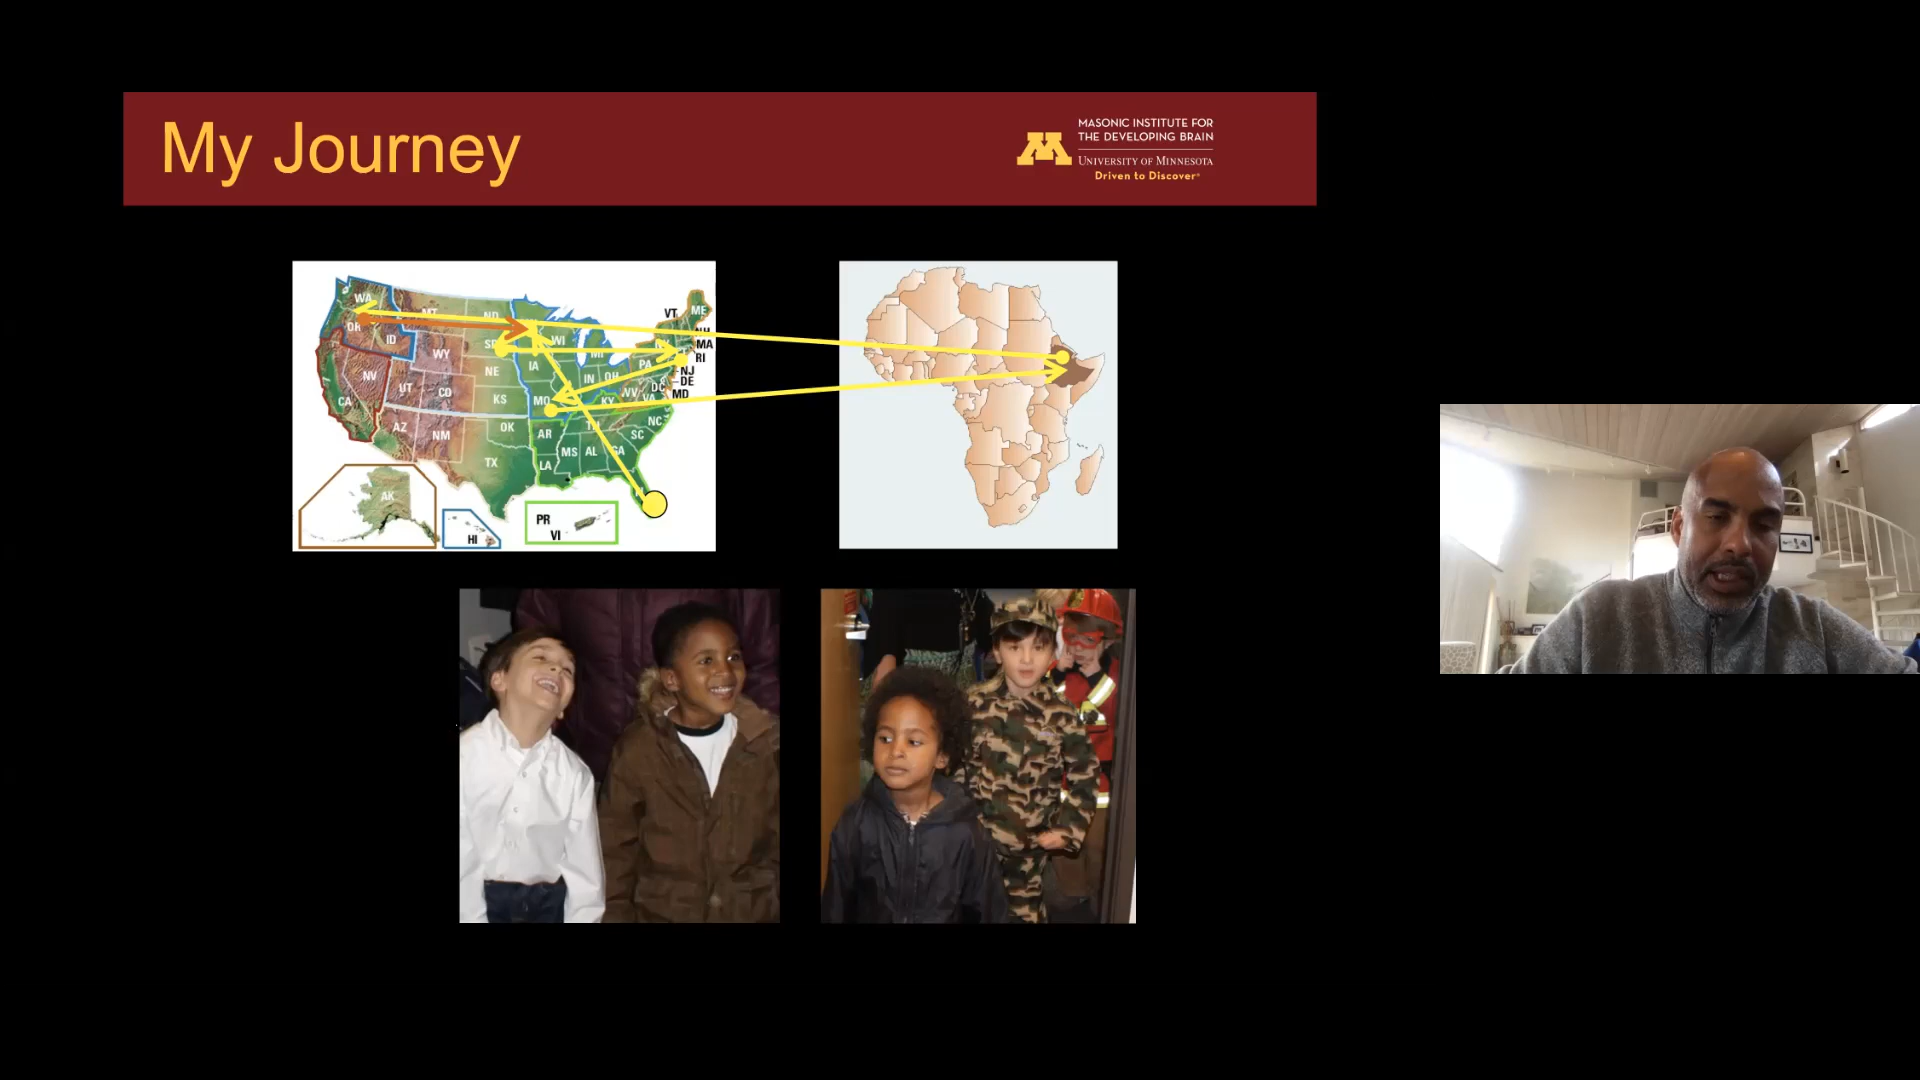 My Journey
MASONIC INSTITUTE FOR
THE DEVELOPING BRAIN
UNIVERSITY OF MINNESOTA
Driven to Discover
WA
MT
ND
VT
ME
OR
ID
WI
NH
MA
SD
WY
MI
NY
RI
NE
IA
PA
NJ
NV
UT
CO
IN
OH
DE
DC
MD
CA
KS
MO
KY
WV
VA
AZ
NM
OK
AR
TN
NC
SC
TX
LA
MS
AL
GA
AK
HI
PR
VI